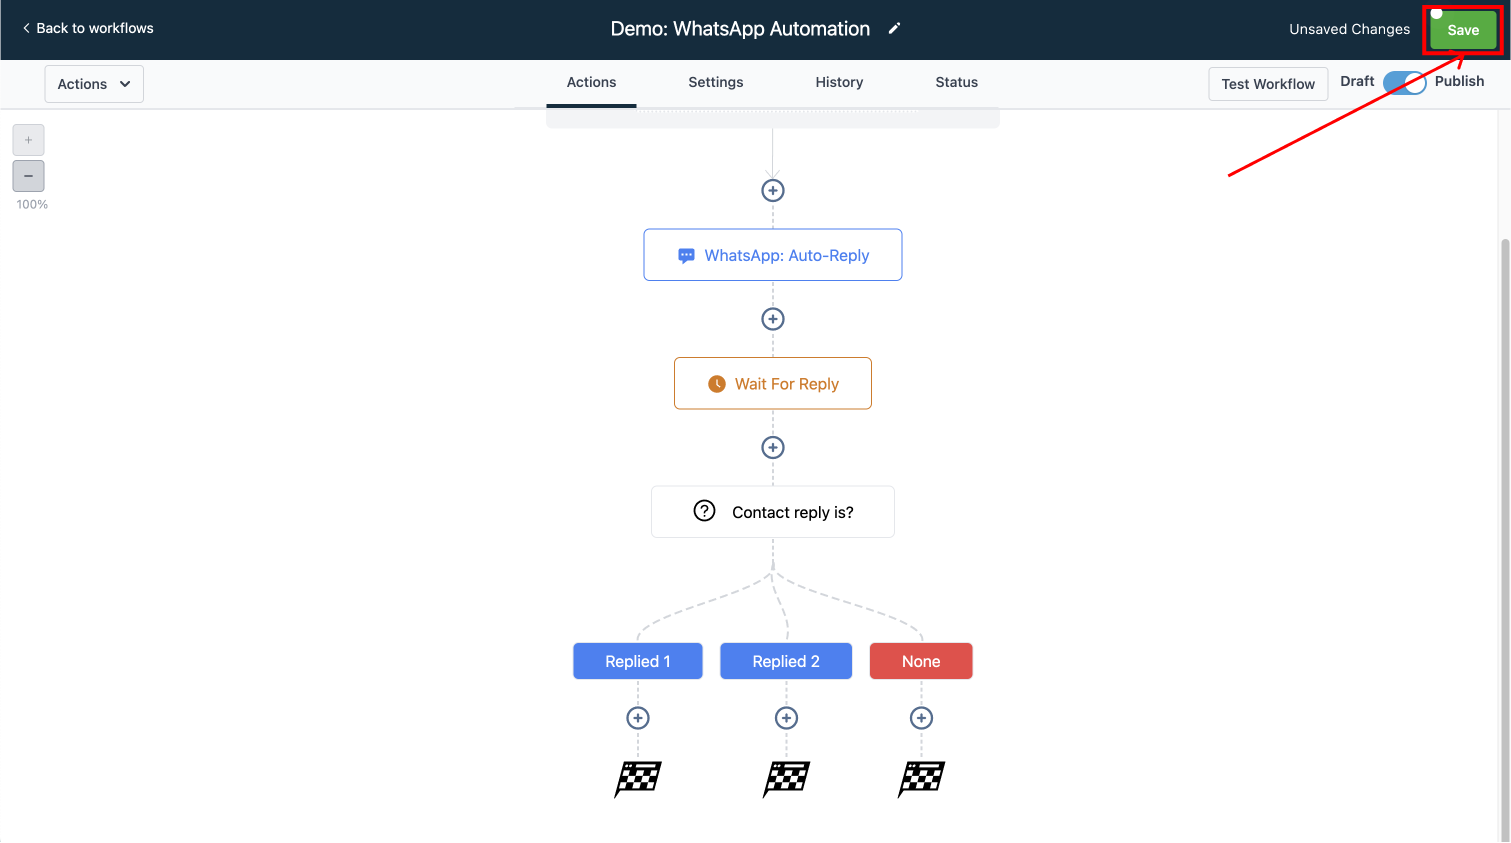 Back to workflows
Demo: WhatsApp Automation
Unsaved Changes
Save
Actions
Actions
Settings
History
Status
Test Workflow
Draft
Publish
+
−
100%
WhatsApp: Auto-Reply
Wait For Reply
? Contact reply is?
Replied 1
Replied 2
None